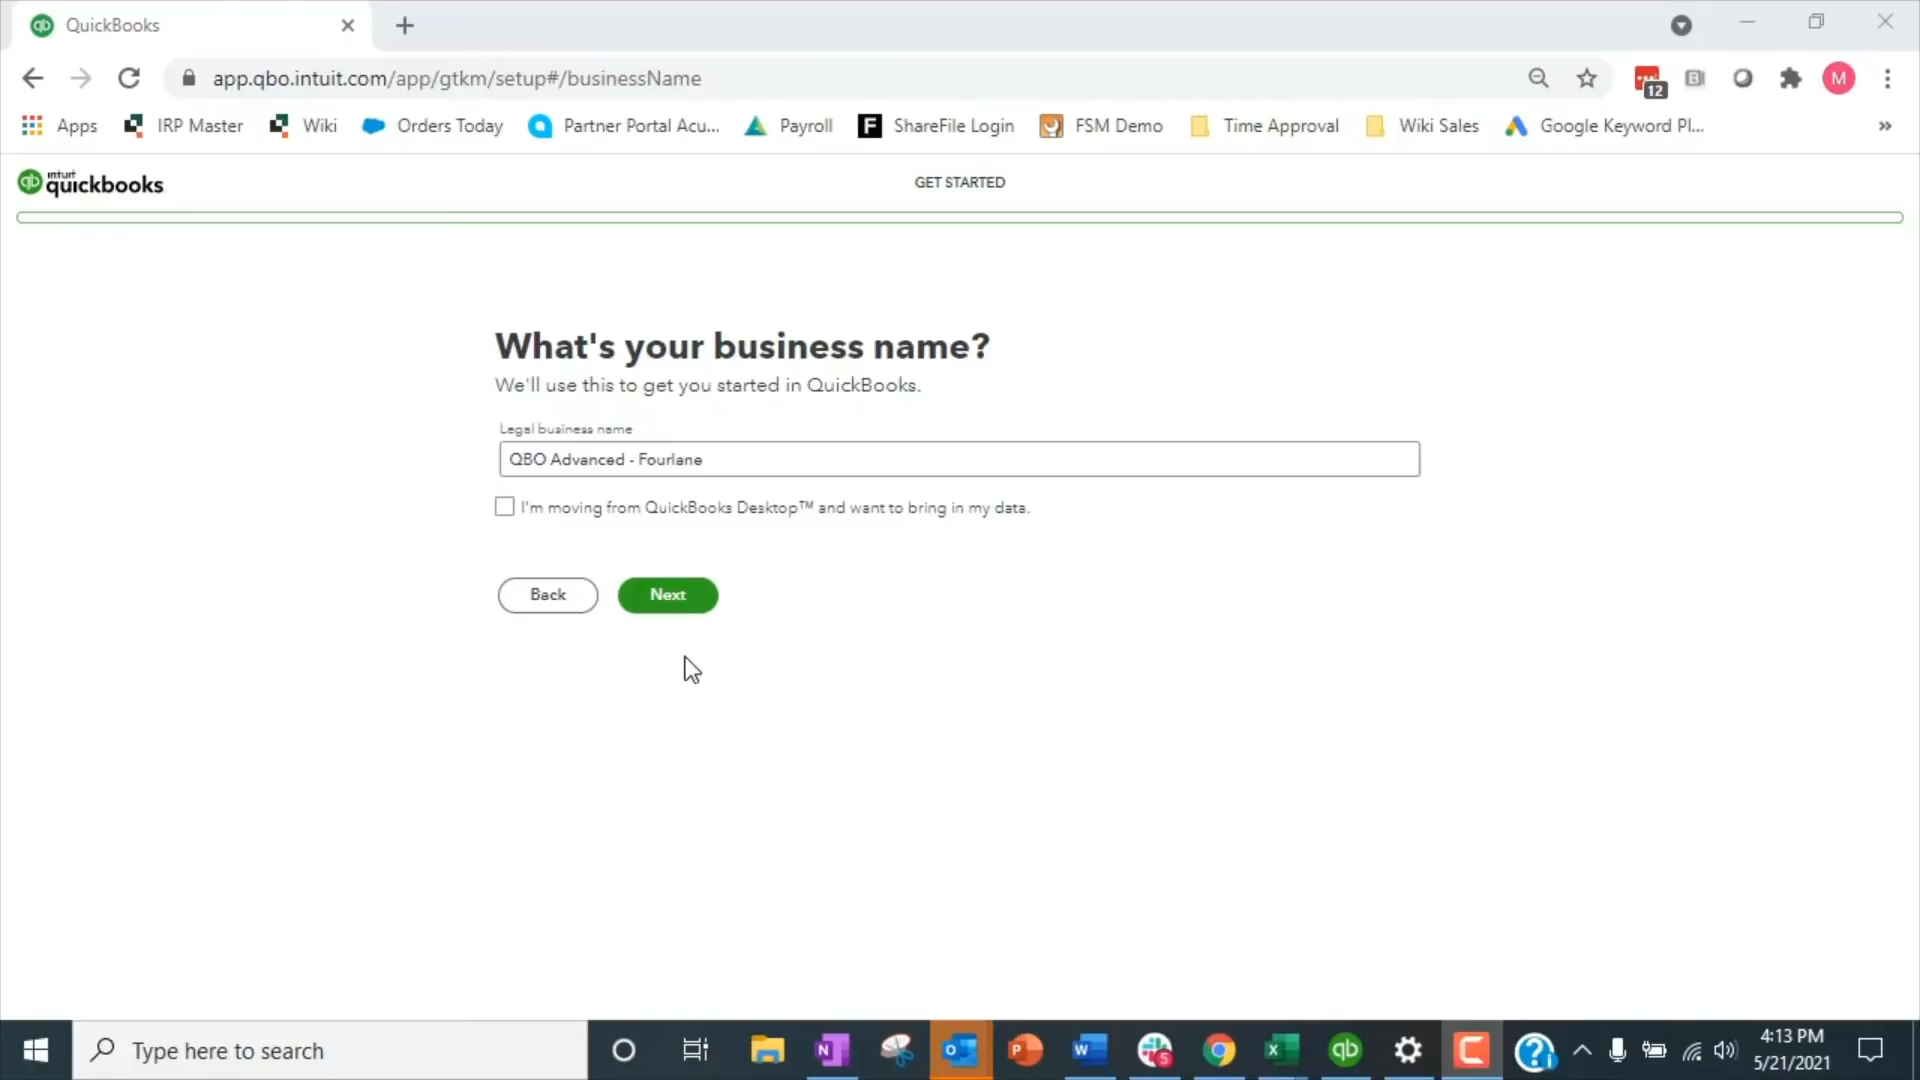 QuickBooks
app.qbo.intuit.com/app/gtkm/setup#/businessName
12
M
Apps IRP Master Wiki Orders Today Partner Portal Acu... Payroll F ShareFile Login FSM Demo Time Approval Wiki Sales Google Keyword Pl... »
qb intuit quickbooks
GET STARTED
What's your business name?
We'll use this to get you started in QuickBooks.
Legal business name
QBO Advanced - Fourlane
I'm moving from QuickBooks Desktop™ and want to bring in my data.
Back Next
Type here to search
5
4:13 PM
5/21/2021